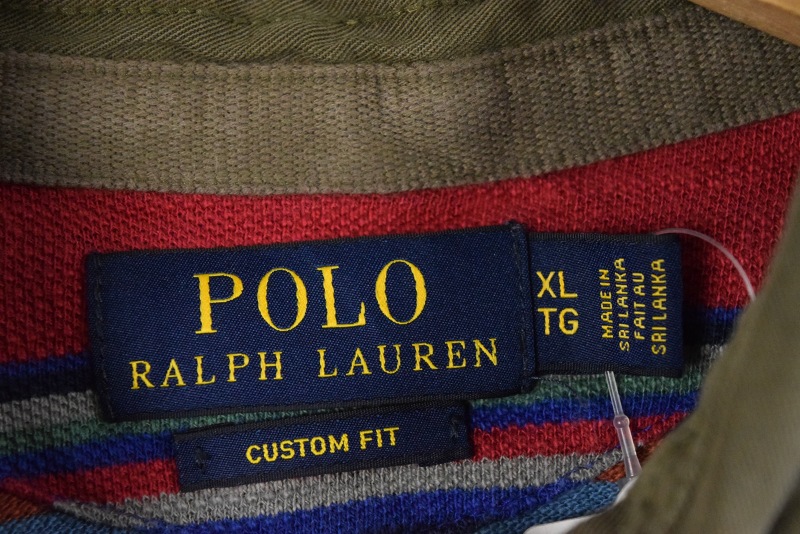 POLO
RALPH LAUREN
XL
TG
MADE IN
SRI LANKA
FAIT AU
SRI LANKA
CUSTOM FIT